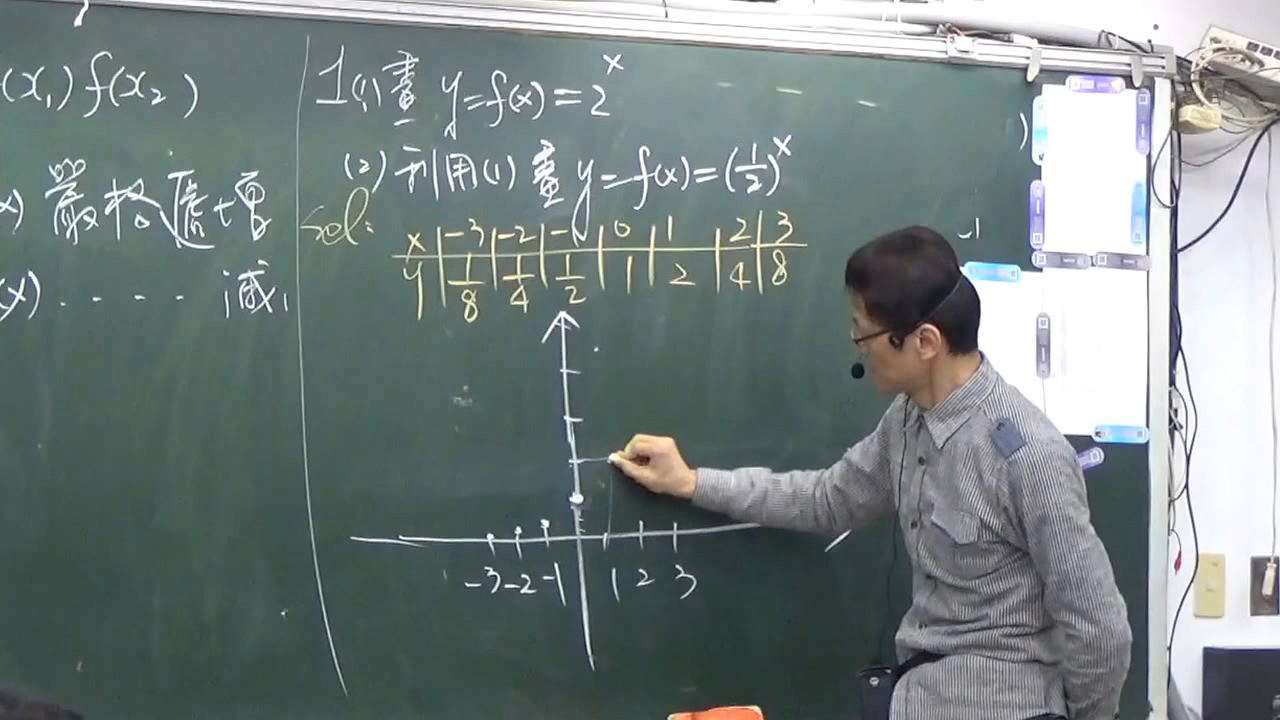 (x₁) f(x₂)
x) 嚴格遞增
(x) ..... 減
1(1)畫 y=f(x)=2^x
(2) 利用(1) 畫 y=f(x)=(1/2)^x
Sol:
x | -3 | -2 | -1 | 0 | 1 | 2 | 3
y | 1/8 | 1/4 | 1/2 | 1 | 2 | 4 | 8
-3 -2 -1 1 2 3
-1